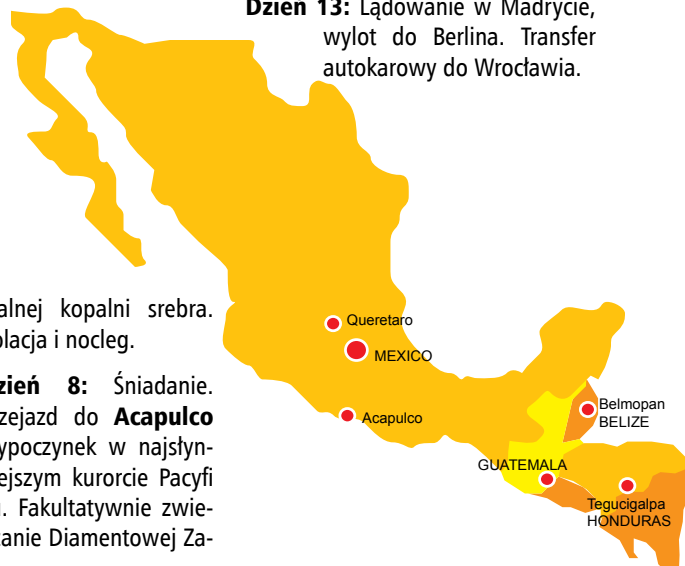 Dzień 13: Lądowanie w Madrycie,
wylot do Berlina. Transfer
autokarowy do Wrocławia.
alnej kopalni srebra.
olacja i nocleg.
zień 8: Śniadanie.
zejazd do Acapulco
ypoczynek w najsłyn-
ejszym kurorcie Pacyfi
u. Fakultatywnie zwie-
zanie Diamentowej Za-
Queretaro
MEXICO
Acapulco
Belmopan
BELIZE
GUATEMALA
Tegucigalpa
HONDURAS